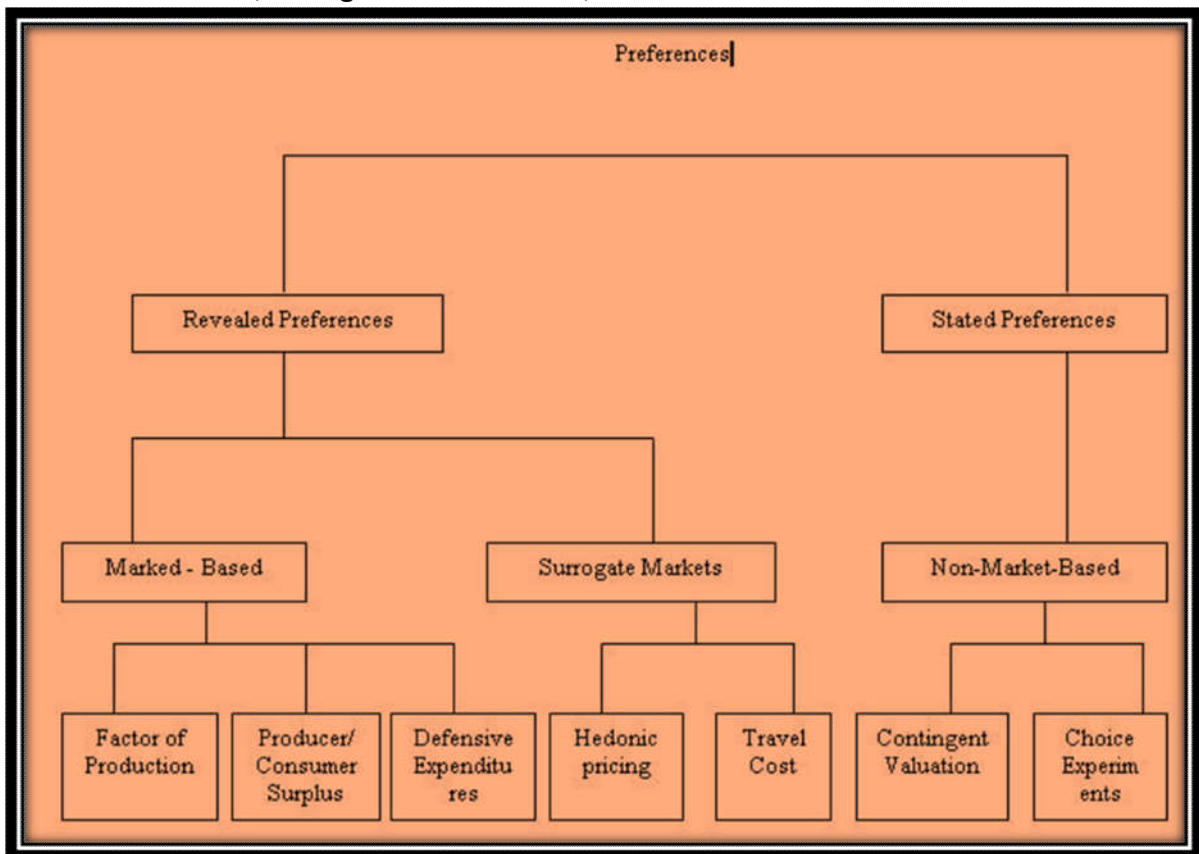 Preferences
Revealed Preferences
Stated Preferences
Marked - Based
Surrogate Markets
Non-Market-Based
Factor of
Production
Producer/
Consumer
Surplus
Defensive
Expenditu
res
Hedonic
pricing
Travel
Cost
Contingent
Valuation
Choice
Experim
ents